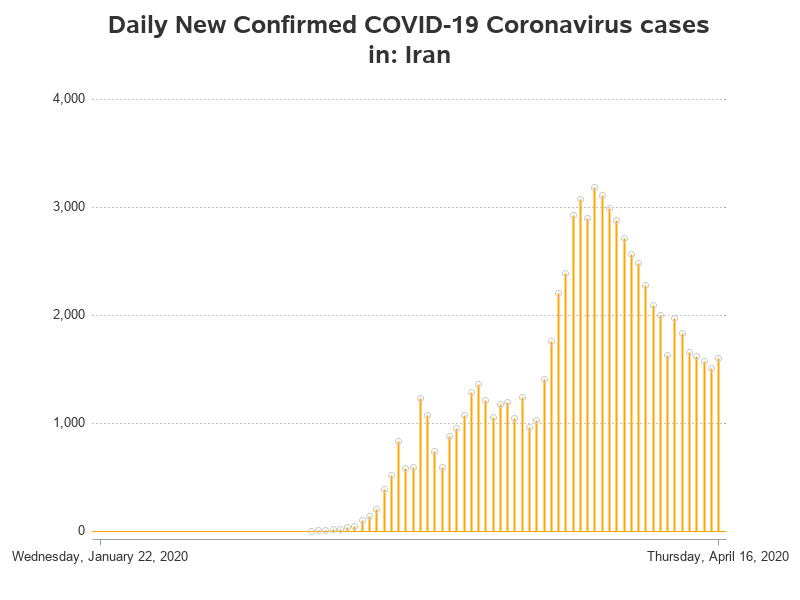 Daily New Confirmed COVID-19 Coronavirus cases
in: Iran
4,000
3,000
2,000
1,000
0
Wednesday, January 22, 2020
Thursday, April 16, 2020